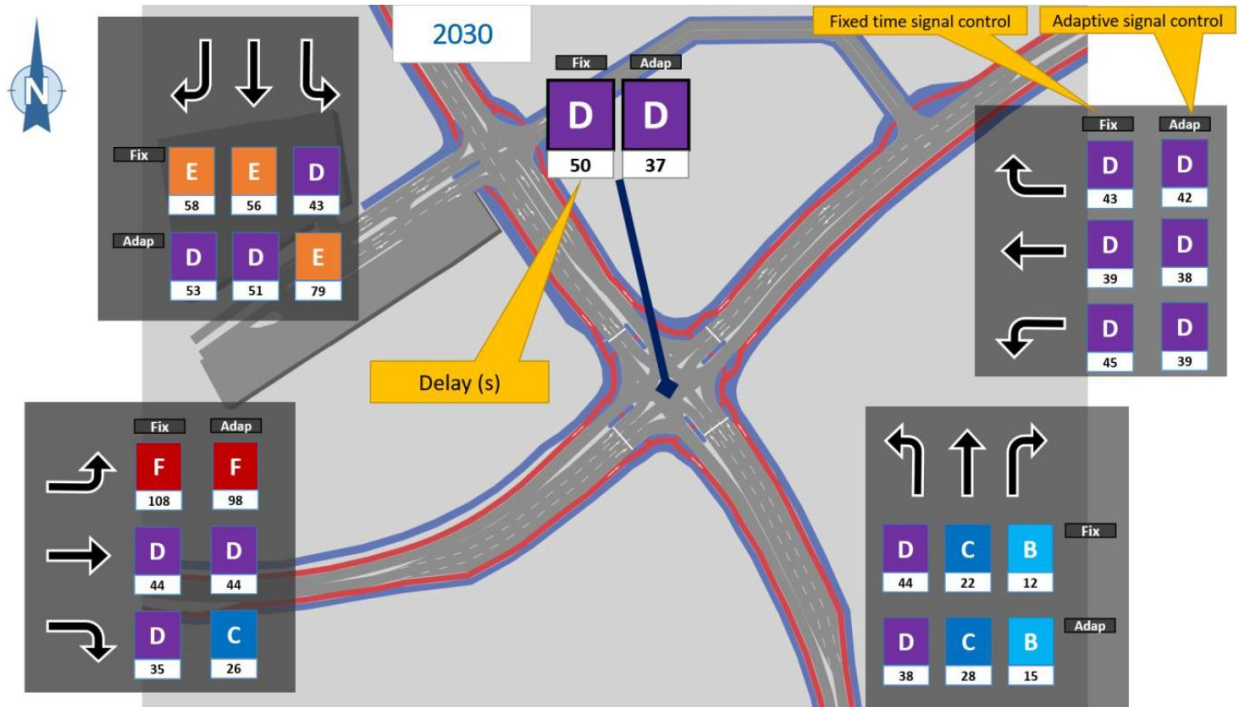 2030
Fixed time signal control
Adaptive signal control
N
Fix Adap
D D
50 37
Fix
E E D
58 56 43
Adap
D D E
53 51 79
Fix Adap
D D
43 42
D D
39 38
D D
45 39
Delay (s)
Fix Adap
F F
108 98
D D
44 44
D C
35 26
D C B Fix
44 22 12
D C B Adap
38 28 15